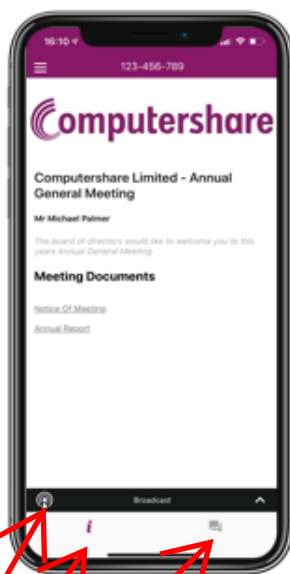 16:10
123-456-789
Computershare
Computershare Limited - Annual
General Meeting
Mr Michael Palmer
The board of directors would like to welcome you to this
years Annual General Meeting
Meeting Documents
Notice Of Meeting
Annual Report
Broadcast
i